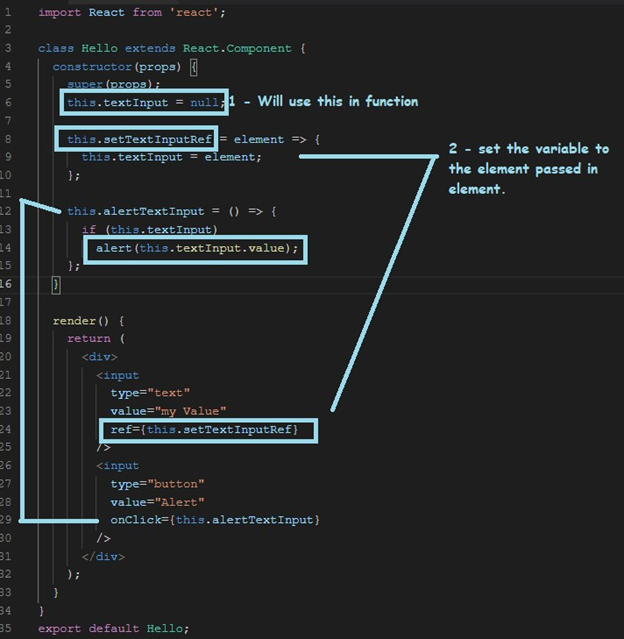 1 import React from 'react';
2
3 class Hello extends React.Component {
4 constructor(props) {
5 super(props);
6 this.textInput = null; 1 - Will use this in function
7
8 this.setTextInputRef = element => {
9 this.textInput = element;
2 - set the variable to
the element passed in
element.
10 };
11
12 this.alertTextInput = () => {
13 if (this.textInput)
14 alert(this.textInput.value);
15 };
16 }
17
18 render() {
19 return (
20 <div>
21 <input
22 type="text"
23 value="my Value"
24 ref={this.setTextInputRef}
25 />
26 <input
27 type="button"
28 value="Alert"
29 onClick={this.alertTextInput}
30 />
31 </div>
32 );
33 }
34 }
35 export default Hello;